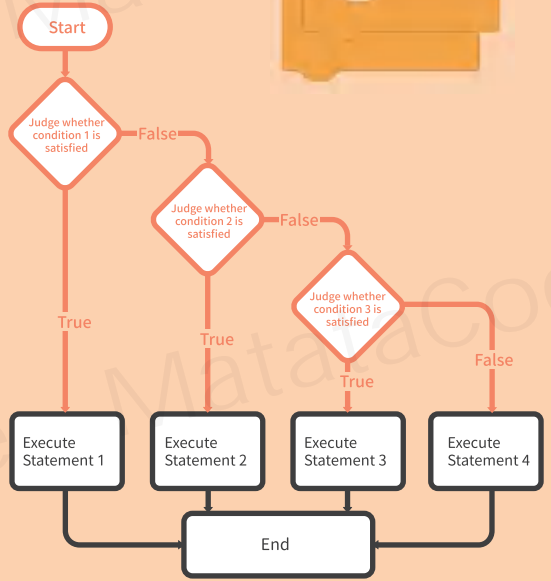 Start
Judge whether
condition 1 is
satisfied
False
Judge whether
condition 2 is
satisfied
False
Judge whether
condition 3 is
satisfied
True
True
False
True
Execute
Statement 1
Execute
Statement 2
Execute
Statement 3
Execute
Statement 4
End